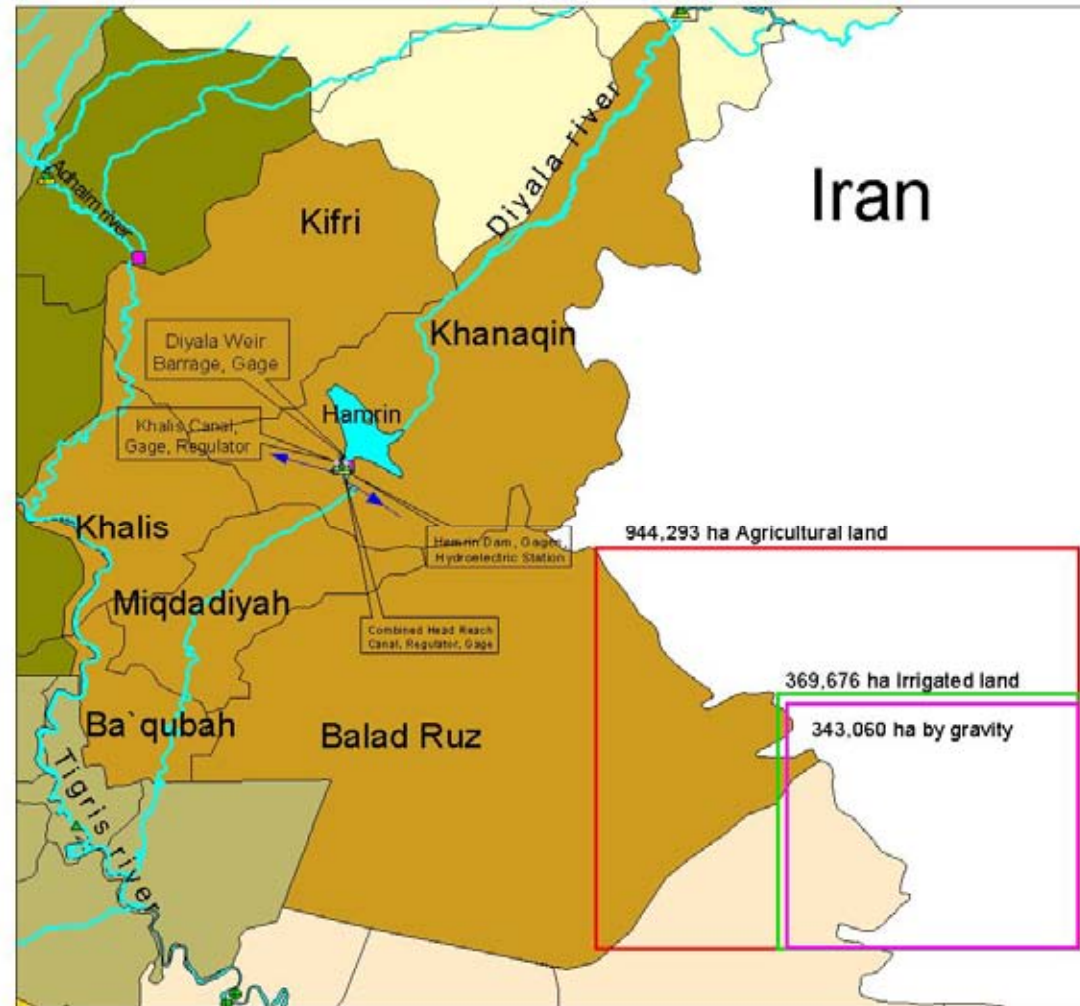 Iran
Adhaim river
Diyala river
Kifri
Khanaqin
Diyala Weir
Barrage, Gage
Hamrin
Khalis Canal,
Gage, Regulator
Khalis
Hamrin Dam, Gages,
Hydroelectric Station
944,293 ha Agricultural land
Miqdadiyah
Combined Head Reach
Canal, Regulator, Gage
369,676 ha Irrigated land
343,060 ha by gravity
Ba`qubah
Balad Ruz
Tigris river